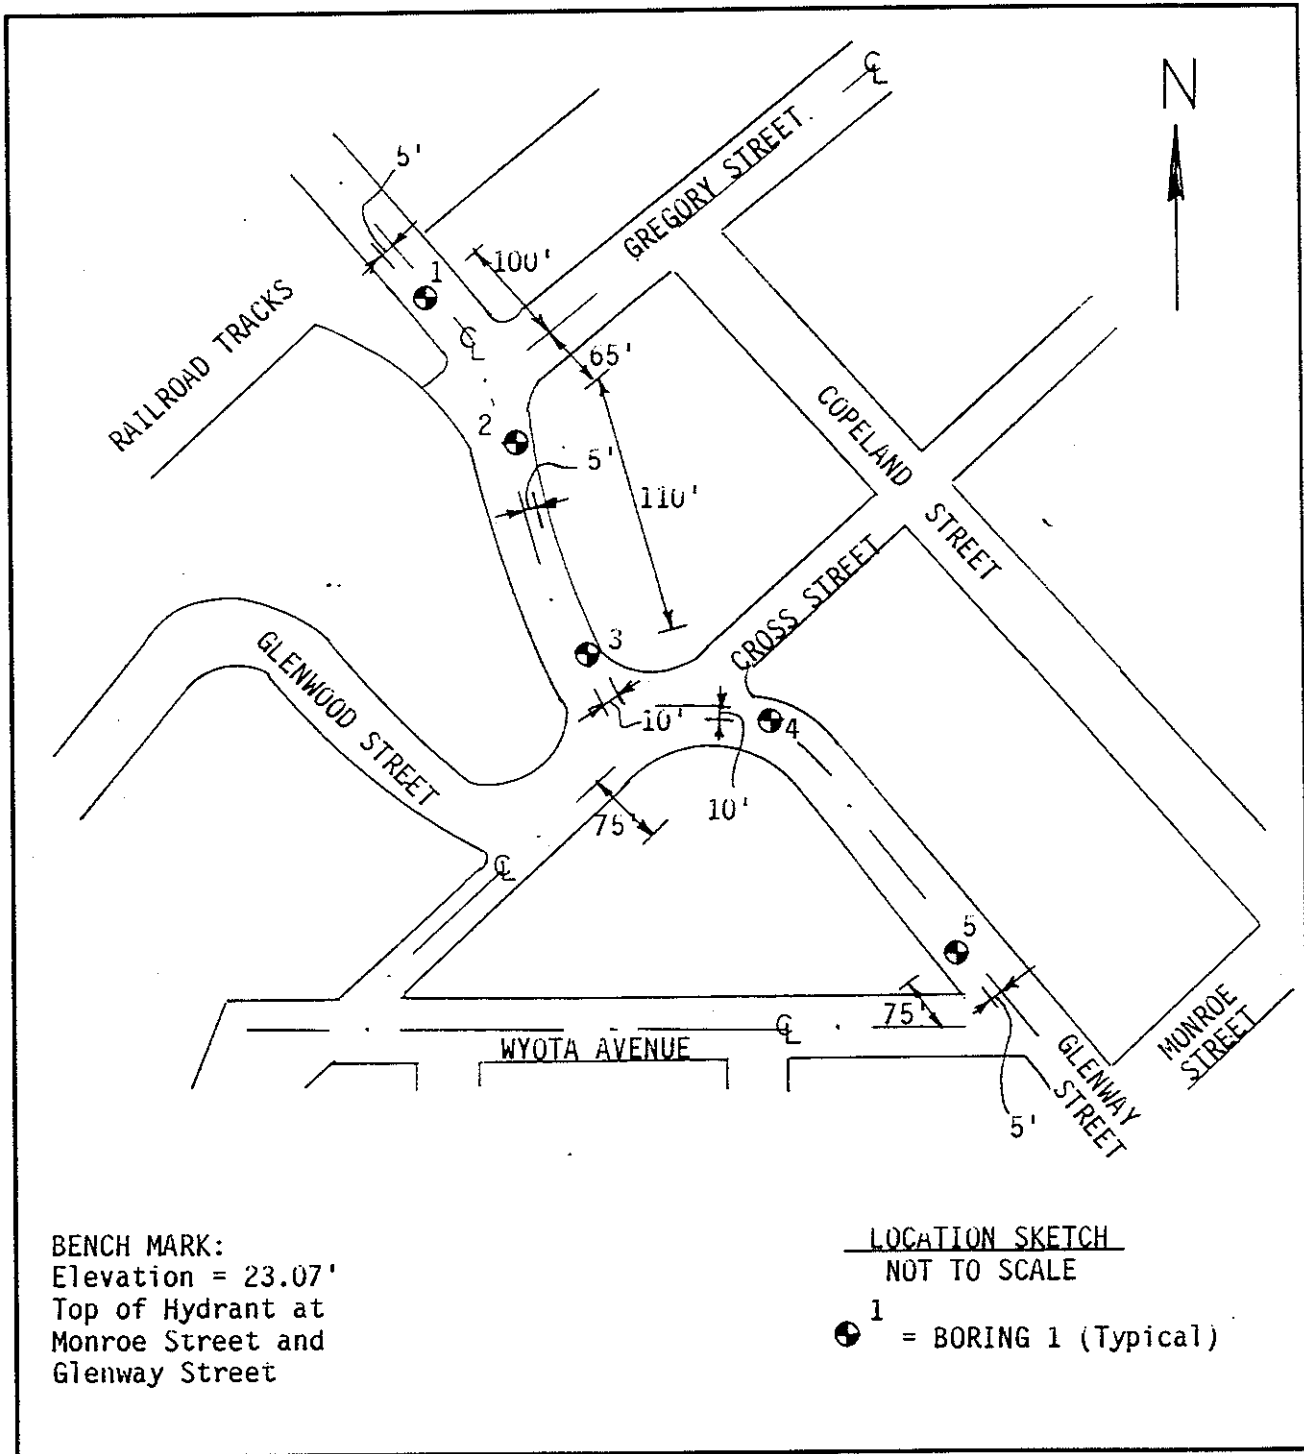 N
℄
5'
GREGORY STREET
100'
1
RAILROAD TRACKS
℄
65'
2
5'
COPELAND STREET
110'
CROSS STREET
3
GLENWOOD STREET
10'
4
10'
75'
℄
5
75'
℄
WYOTA AVENUE
MONROE
STREET
GLENWAY
STREET
5'
BENCH MARK:
Elevation = 23.07'
Top of Hydrant at
Monroe Street and
Glenway Street
LOCATION SKETCH
NOT TO SCALE
1
= BORING 1 (Typical)